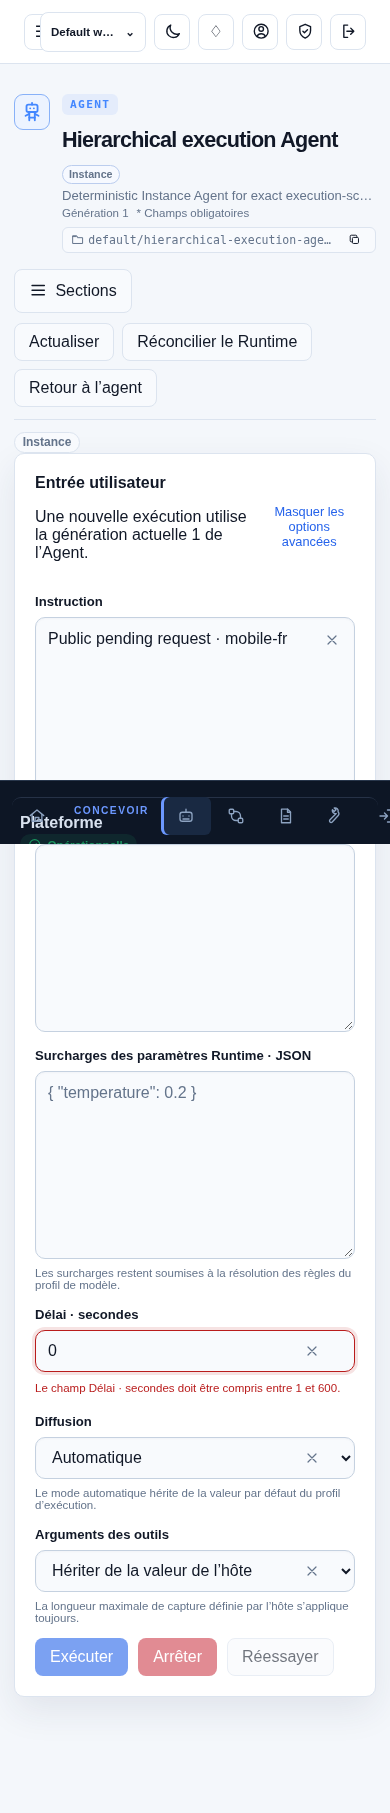 Default w…
AGENT
Hierarchical execution Agent
Instance
Deterministic Instance Agent for exact execution-sc…
Génération 1 * Champs obligatoires
default/hierarchical-execution-age…
Sections
Actualiser
Réconcilier le Runtime
Retour à l’agent
Instance
Entrée utilisateur
Une nouvelle exécution utilise
la génération actuelle 1 de
l’Agent.
Masquer les
options
avancées
Instruction
Public pending request · mobile-fr
CONCEVOIR
Plateforme
Opérationnelle
Surcharges des paramètres Runtime · JSON
{ "temperature": 0.2 }
Les surcharges restent soumises à la résolution des règles du
profil de modèle.
Délai · secondes
0
Le champ Délai · secondes doit être compris entre 1 et 600.
Diffusion
Automatique
Le mode automatique hérite de la valeur par défaut du profil
d’exécution.
Arguments des outils
Hériter de la valeur de l’hôte
La longueur maximale de capture définie par l’hôte s’applique
toujours.
Exécuter
Arrêter
Réessayer